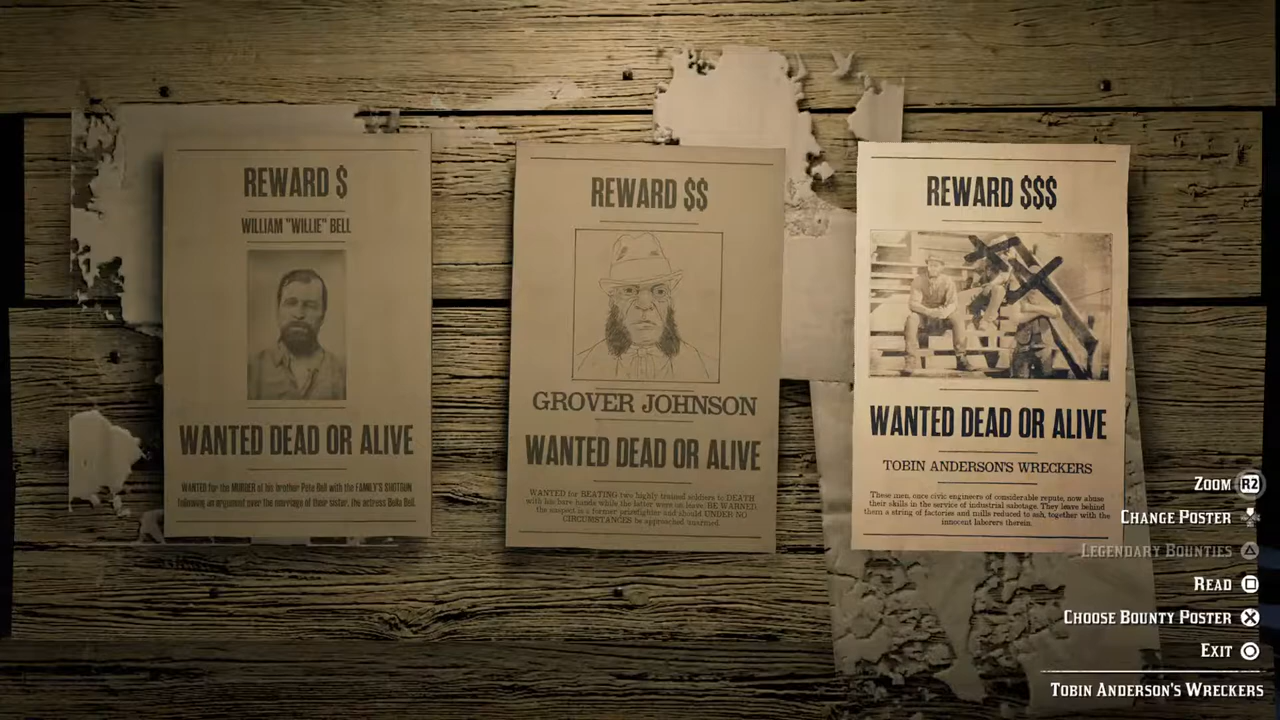 REWARD $
WILLIAM "WILLIE" BELL
WANTED DEAD OR ALIVE
WANTED for the MURDER of his brother Pete Bell with the FAMILY'S SHOTGUN
following an argument over the marriage of their sister, the actress Bella Bell.
REWARD $$
GROVER JOHNSON
WANTED DEAD OR ALIVE
WANTED for BEATING two highly trained soldiers to DEATH
with his bare hands while the latter were on leave. BE WARNED
the suspect is a former prizefighter and should UNDER NO
CIRCUMSTANCES be approached unarmed.
REWARD $$$
WANTED DEAD OR ALIVE
TOBIN ANDERSON'S WRECKERS
These men, once civic engineers of considerable repute, now abuse
their skills in the service of industrial sabotage. They leave behind
them a string of factories and mills reduced to ash, together with the
innocent laborers therein.
ZOOM R2
CHANGE POSTER
LEGENDARY BOUNTIES
READ
CHOOSE BOUNTY POSTER
EXIT
TOBIN ANDERSON'S WRECKERS